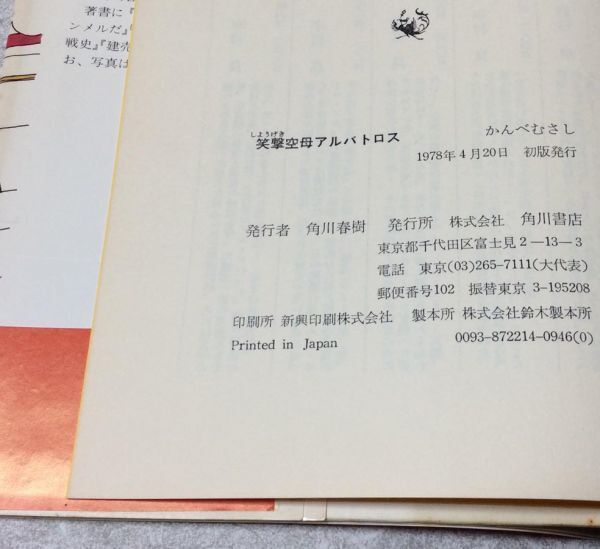 著書に『
ンメルだ』
戦史』『建売
お、写真は
しようげき
笑撃空母アルバトロス
かんべむさし
1978年4月20日 初版発行
発行者 角川春樹 発行所 株式会社 角川書店
東京都千代田区富士見2―13―3
電話 東京(03)265-7111(大代表)
郵便番号102 振替東京 3-195208
印刷所 新興印刷株式会社 製本所 株式会社鈴木製本所
Printed in Japan 0093-872214-0946(0)